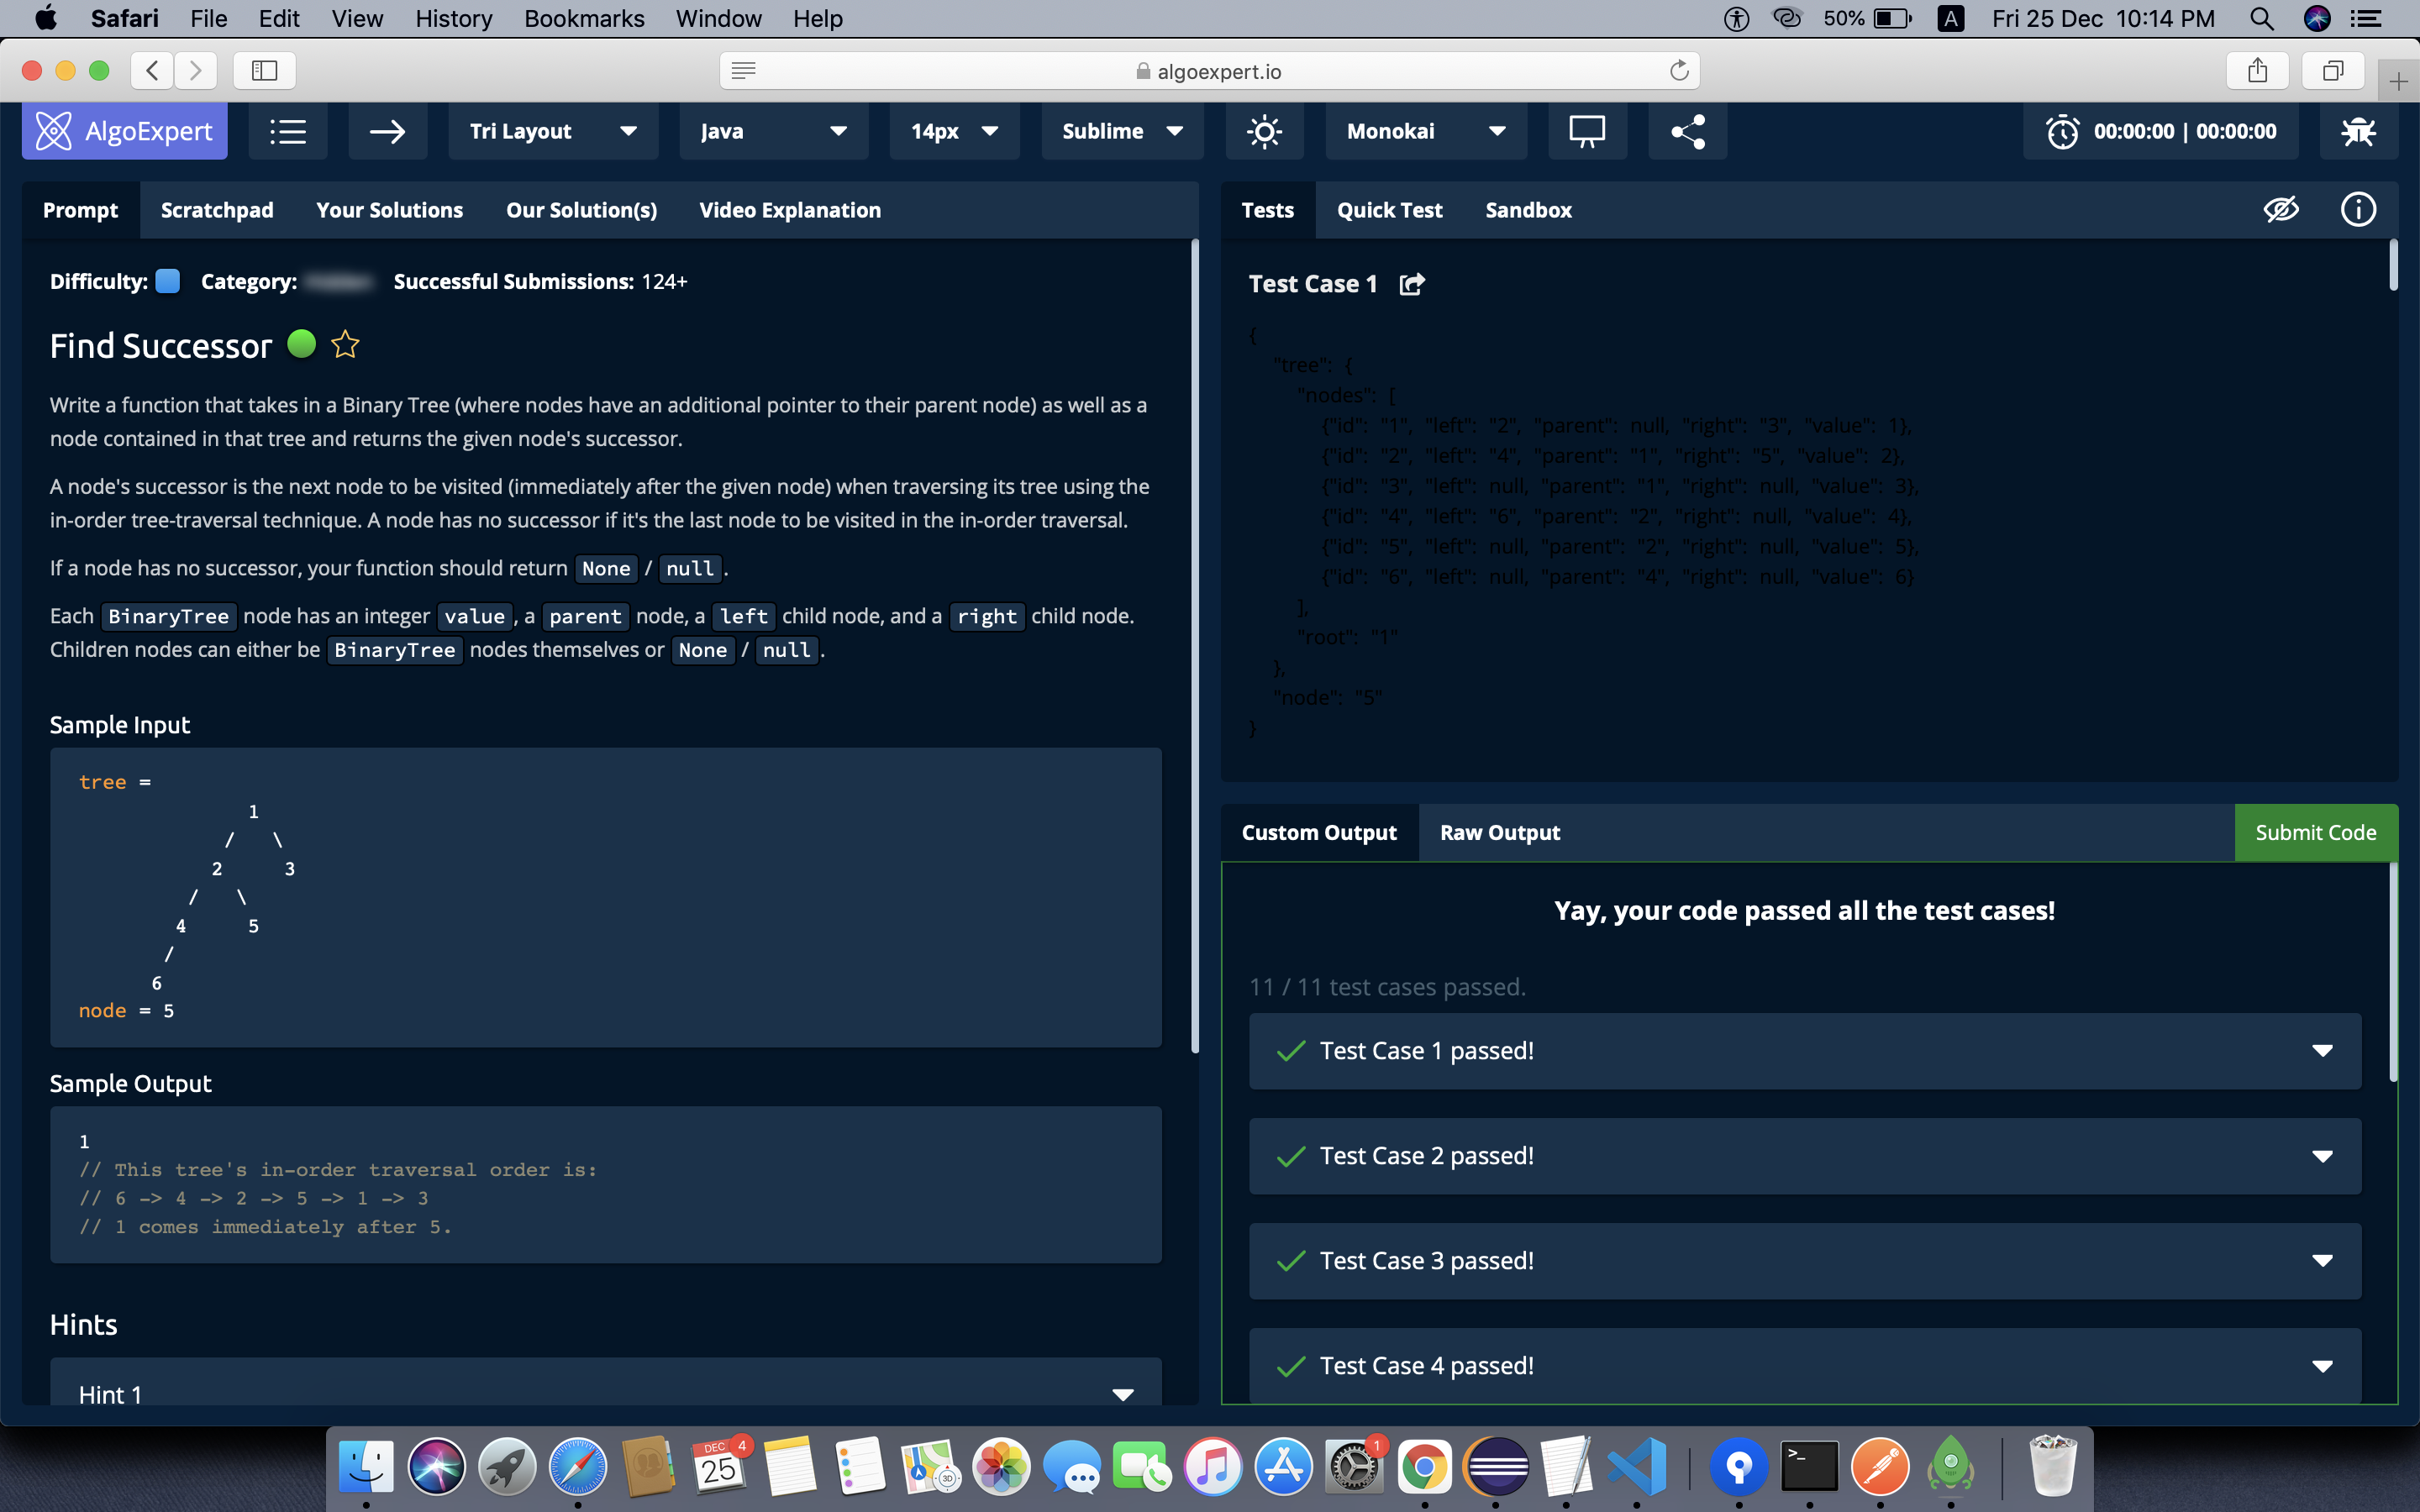 Safari File Edit View History Bookmarks Window Help 50% A Fri 25 Dec 10:14 PM
algoexpert.io
AlgoExpert Tri Layout Java 14px Sublime Monokai 00:00:00 | 00:00:00
Prompt Scratchpad Your Solutions Our Solution(s) Video Explanation
Difficulty: Category: Successful Submissions: 124+
Find Successor
Write a function that takes in a Binary Tree (where nodes have an additional pointer to their parent node) as well as a
node contained in that tree and returns the given node's successor.
A node's successor is the next node to be visited (immediately after the given node) when traversing its tree using the
in-order tree-traversal technique. A node has no successor if it's the last node to be visited in the in-order traversal.
If a node has no successor, your function should return None / null .
Each BinaryTree node has an integer value , a parent node, a left child node, and a right child node.
Children nodes can either be BinaryTree nodes themselves or None / null .
Sample Input
tree =
1
/ \
2 3
/ \
4 5
/
6
node = 5
Sample Output
1
// This tree's in-order traversal order is:
// 6 -> 4 -> 2 -> 5 -> 1 -> 3
// 1 comes immediately after 5.
Hints
Hint 1
Tests Quick Test Sandbox
Test Case 1
{
"tree": {
"nodes": [
{"id": "1", "left": "2", "parent": null, "right": "3", "value": 1},
{"id": "2", "left": "4", "parent": "1", "right": "5", "value": 2},
{"id": "3", "left": null, "parent": "1", "right": null, "value": 3},
{"id": "4", "left": "6", "parent": "2", "right": null, "value": 4},
{"id": "5", "left": null, "parent": "2", "right": null, "value": 5},
{"id": "6", "left": null, "parent": "4", "right": null, "value": 6}
],
"root": "1"
},
"node": "5"
}
Custom Output Raw Output Submit Code
Yay, your code passed all the test cases!
11 / 11 test cases passed.
Test Case 1 passed!
Test Case 2 passed!
Test Case 3 passed!
Test Case 4 passed!
DEC 4
25
3D
1
>_